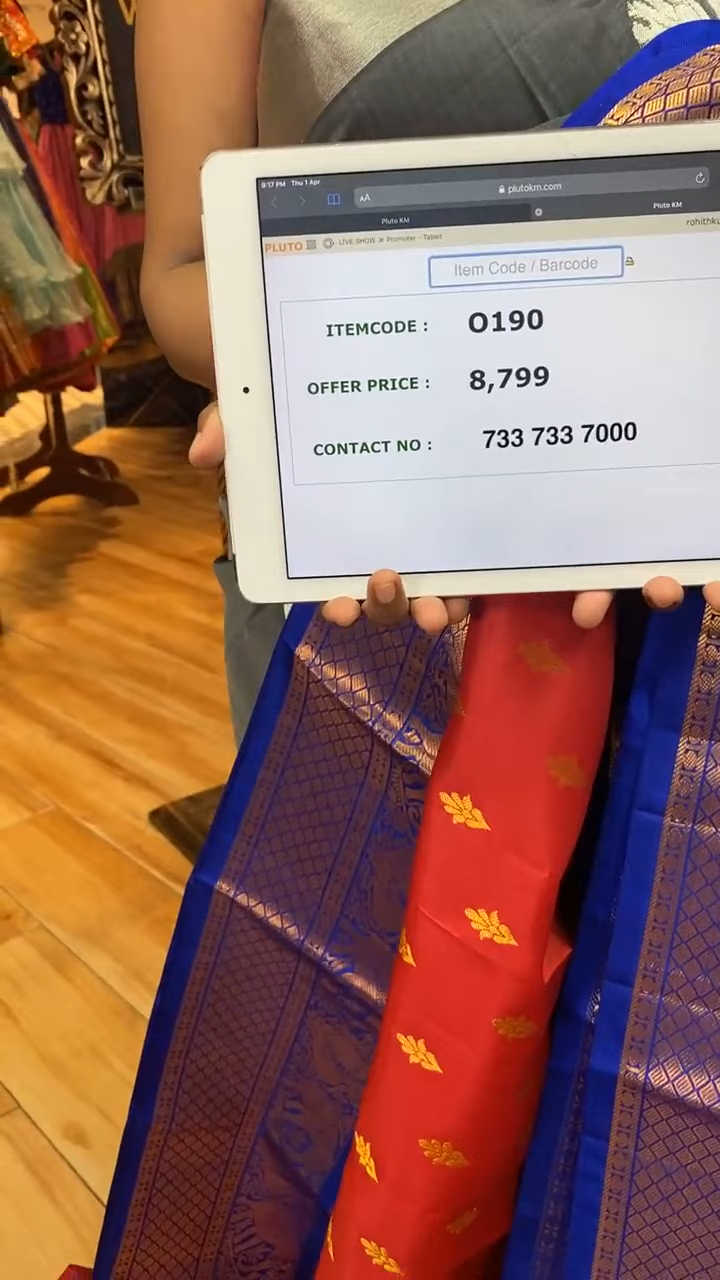 9:17 PM Thu 1 Apr
AA plutokm.com
Pluto KM Pluto KM
PLUTO LIVE SHOW » Promoter - Tablet
Item Code / Barcode
ITEMCODE : O190
OFFER PRICE : 8,799
CONTACT NO : 733 733 7000